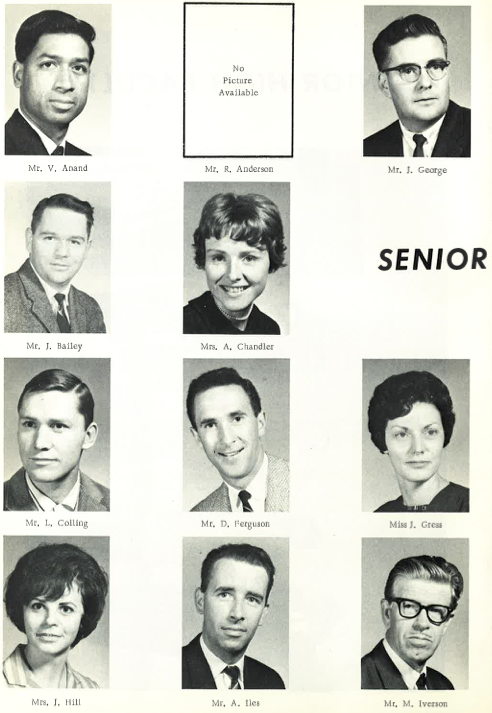 No
Picture
Available
Mr. V. Anand
Mr. R. Anderson
Mr. J. George
SENIOR
Mr. J. Bailey
Mrs. A. Chandler
Mr. L. Colling
Mr. D. Ferguson
Miss J. Gress
Mrs. J. Hill
Mr. A. Iles
Mr. M. Iverson